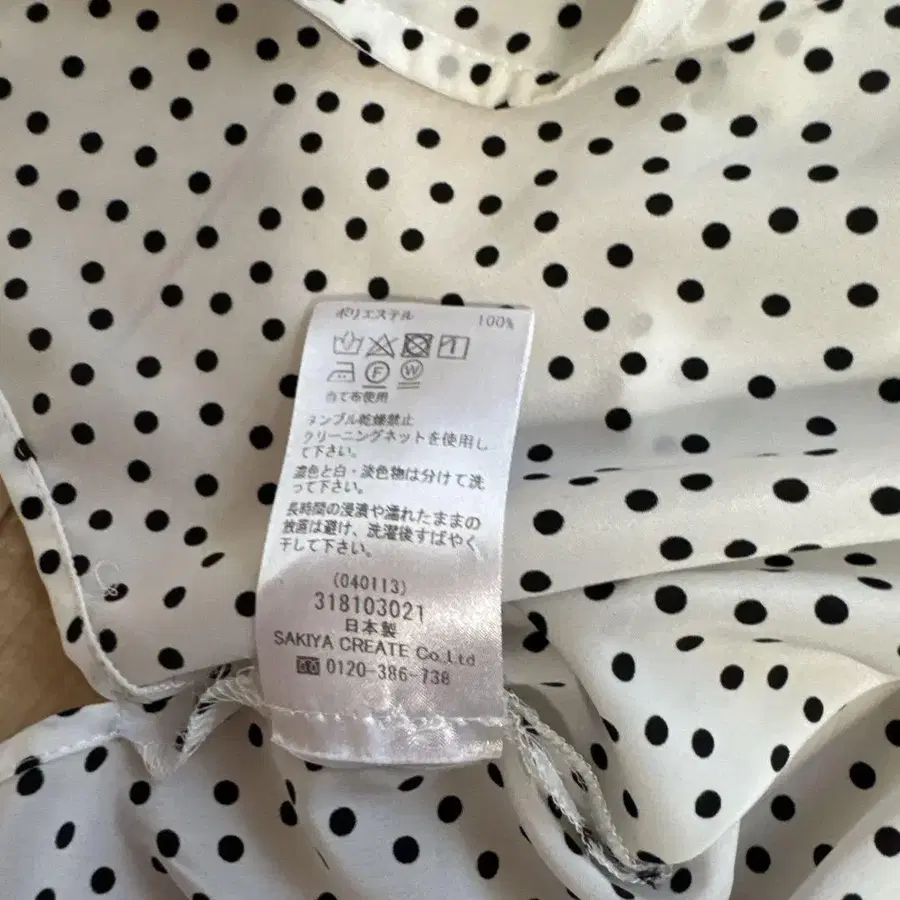 ポリエステル 100%
F W
当て布使用
タンブル乾燥禁止
クリーニングネットを使用し
て下さい。
濃色と白・淡色物は分けて洗
って下さい。
長時間の浸漬や濡れたままの
放置は避け、洗濯後すばやく
干して下さい。
(040113)
318103021
日本製
SAKIYA CREATE Co.Ltd
0120-386-738